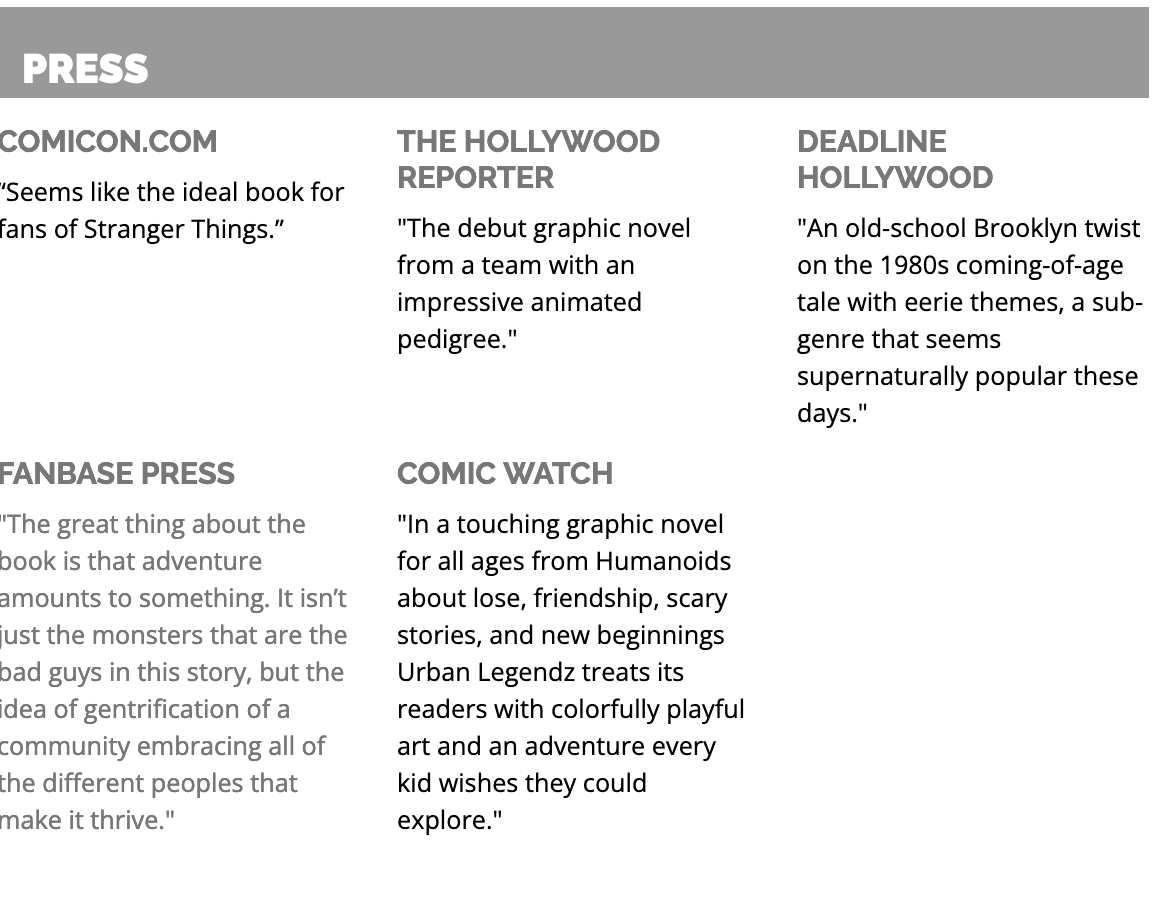 PRESS
COMICON.COM
“Seems like the ideal book for
fans of Stranger Things.”
THE HOLLYWOOD
REPORTER
"The debut graphic novel
from a team with an
impressive animated
pedigree."
DEADLINE
HOLLYWOOD
"An old-school Brooklyn twist
on the 1980s coming-of-age
tale with eerie themes, a sub-
genre that seems
supernaturally popular these
days."
FANBASE PRESS
"The great thing about the
book is that adventure
amounts to something. It isn’t
just the monsters that are the
bad guys in this story, but the
idea of gentrification of a
community embracing all of
the different peoples that
make it thrive."
COMIC WATCH
"In a touching graphic novel
for all ages from Humanoids
about lose, friendship, scary
stories, and new beginnings
Urban Legendz treats its
readers with colorfully playful
art and an adventure every
kid wishes they could
explore."